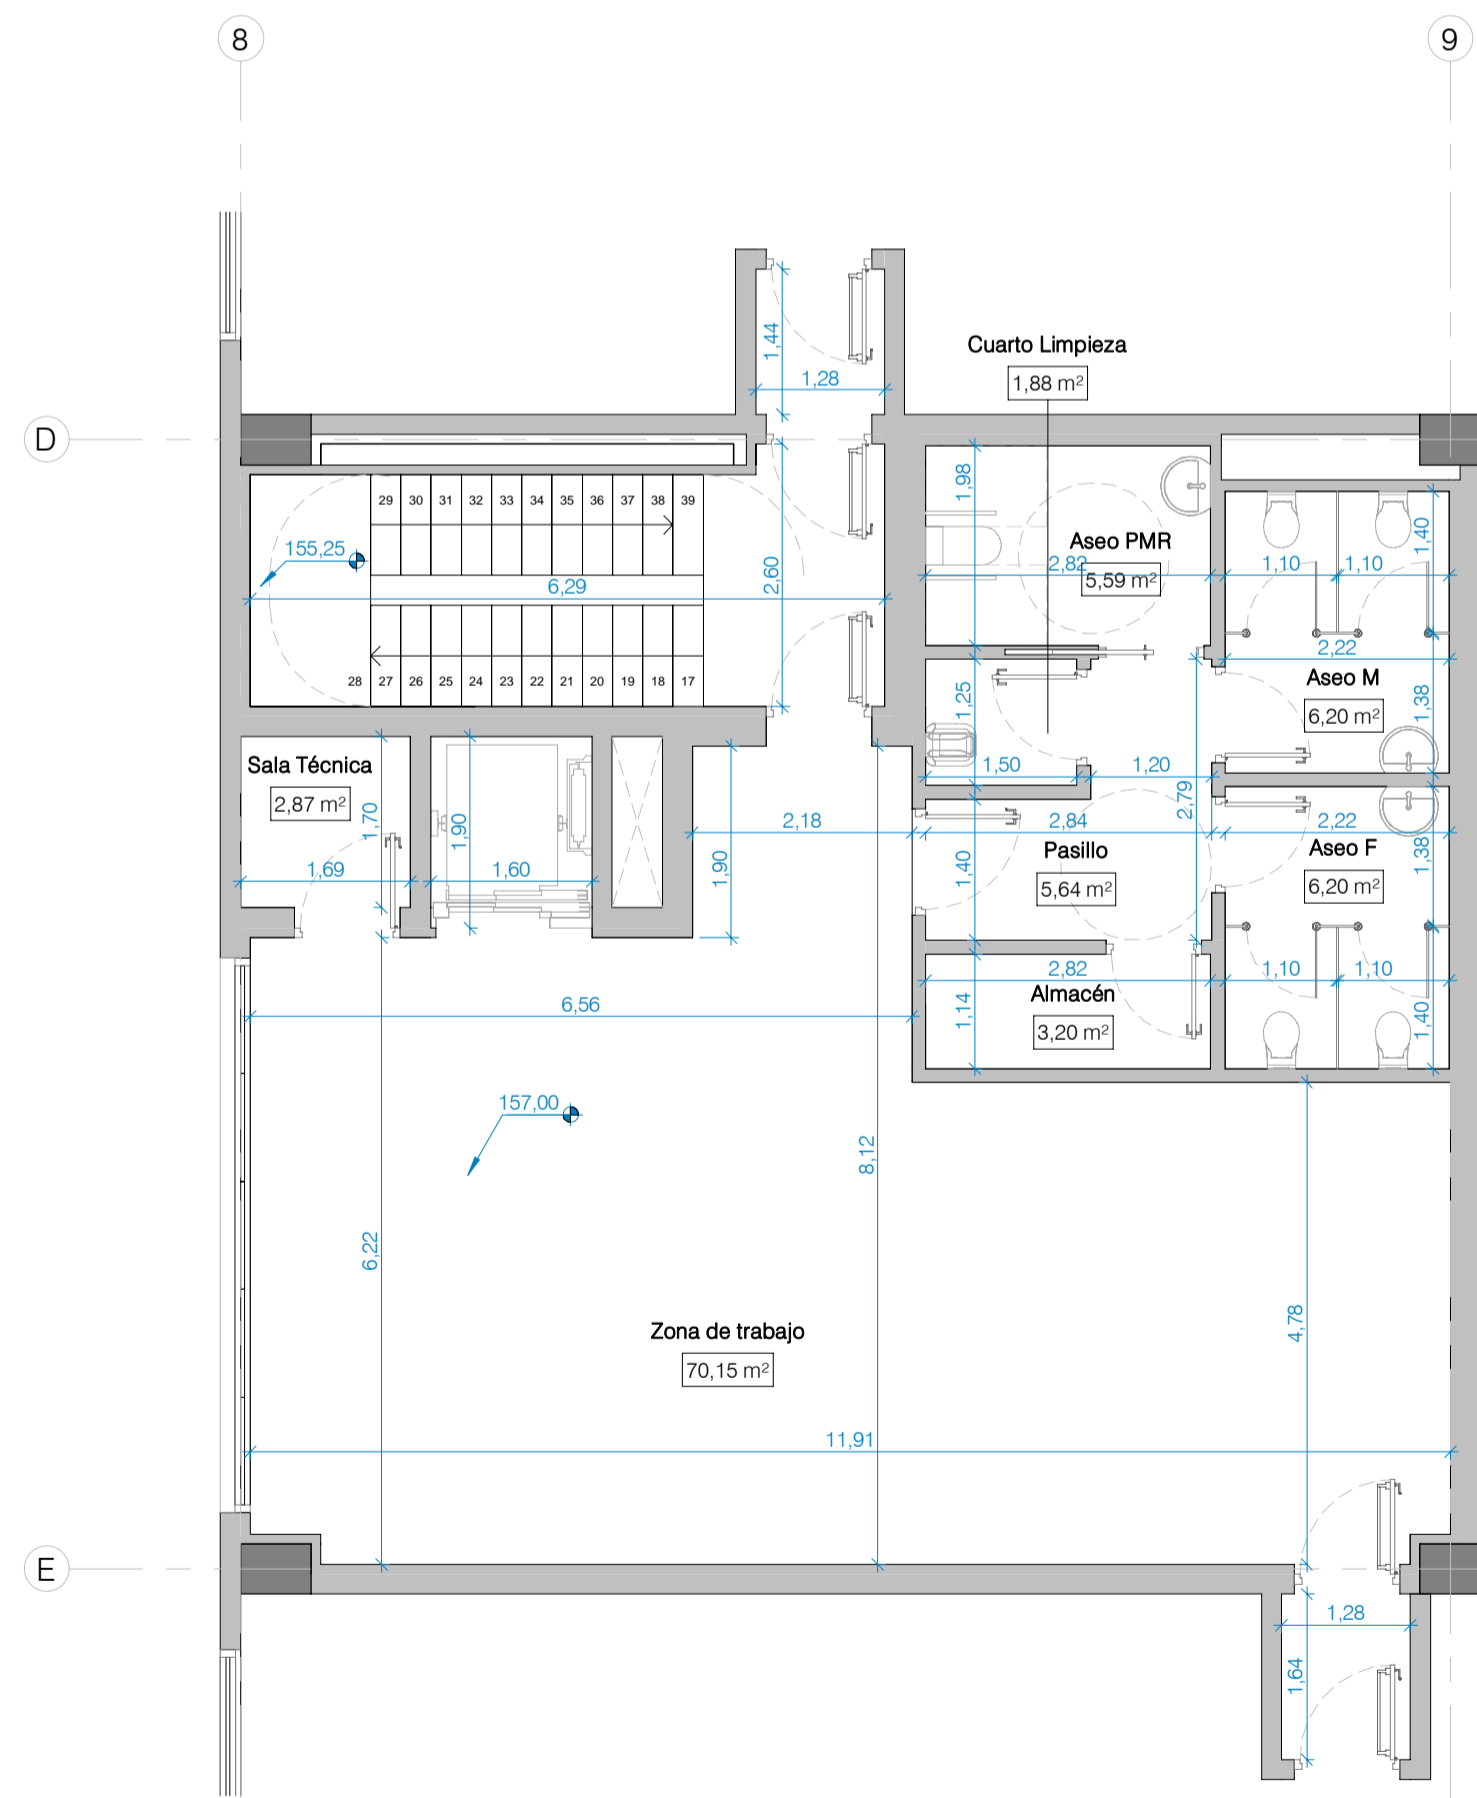 8
9
1,44
Cuarto Limpieza
1,88 m²
1,28
D
1,98
29 30 31 32 33 34 35 36 37 38 39
155,25
Aseo PMR
2,82
5,59 m²
1,40
1,10
1,10
6,29
2,60
2,22
28 27 26 25 24 23 22 21 20 19 18 17
1,25
Aseo M
6,20 m²
1,38
Sala Técnica
2,87 m²
1,50
1,20
1,70
1,90
2,18
2,79
2,84
2,22
Pasillo
5,64 m²
Aseo F
6,20 m²
1,38
1,69
1,60
1,90
1,40
2,82
1,10
1,10
Almacén
3,20 m²
1,14
1,40
6,56
157,00
8,12
6,22
4,78
Zona de trabajo
70,15 m²
11,91
E
1,28
1,64